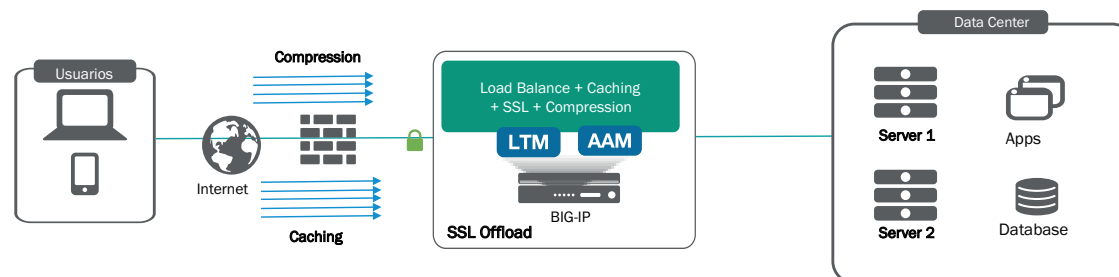 Usuarios
Internet
Compression
Caching
Load Balance + Caching
+ SSL + Compression
LTM
AAM
BIG-IP
SSL Offload
Data Center
Server 1
Apps
Server 2
Database